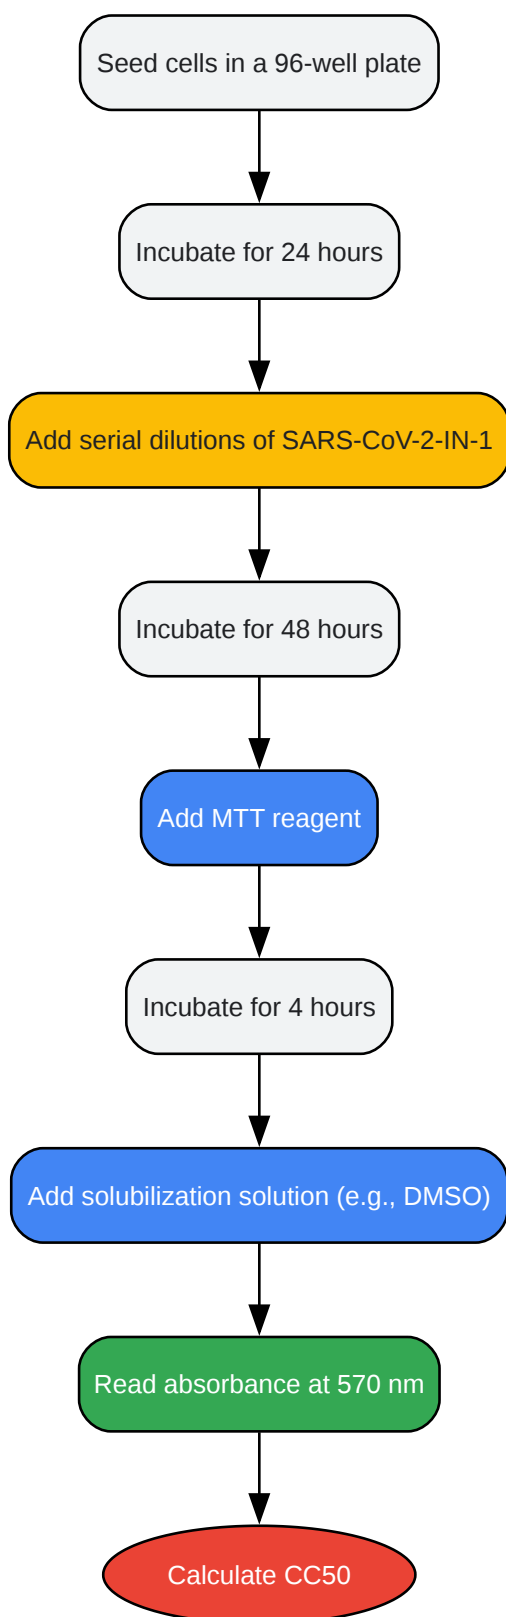 Seed cells in a 96-well plate
Incubate for 24 hours
Add serial dilutions of SARS-CoV-2-IN-1
Incubate for 48 hours
Add MTT reagent
Incubate for 4 hours
Add solubilization solution (e.g., DMSO)
Read absorbance at 570 nm
Calculate CC50